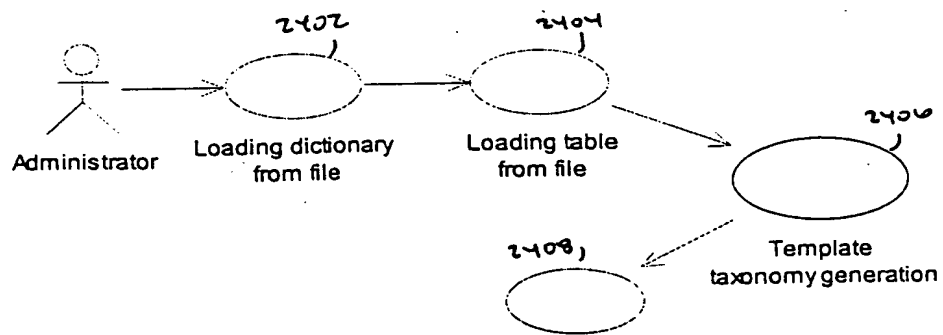 2402
2404
Administrator
Loading dictionary
from file
Loading table
from file
2406
2408
Template
taxonomy generation